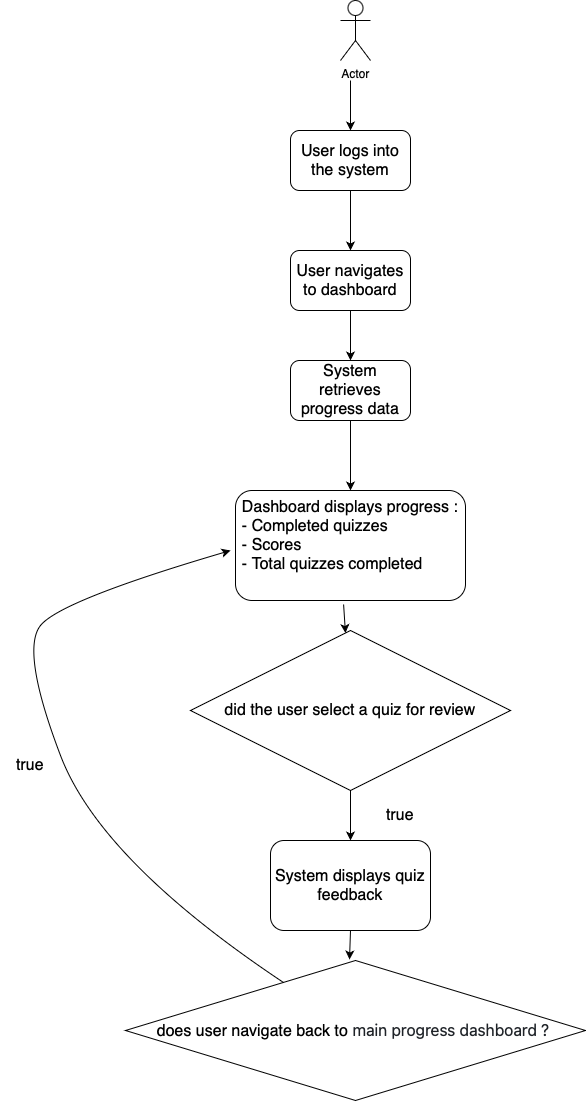 Actor
User logs into
the system
User navigates
to dashboard
System
retrieves
progress data
Dashboard displays progress :
- Completed quizzes
- Scores
- Total quizzes completed
did the user select a quiz for review
true
true
System displays quiz
feedback
does user navigate back to main progress dashboard ?